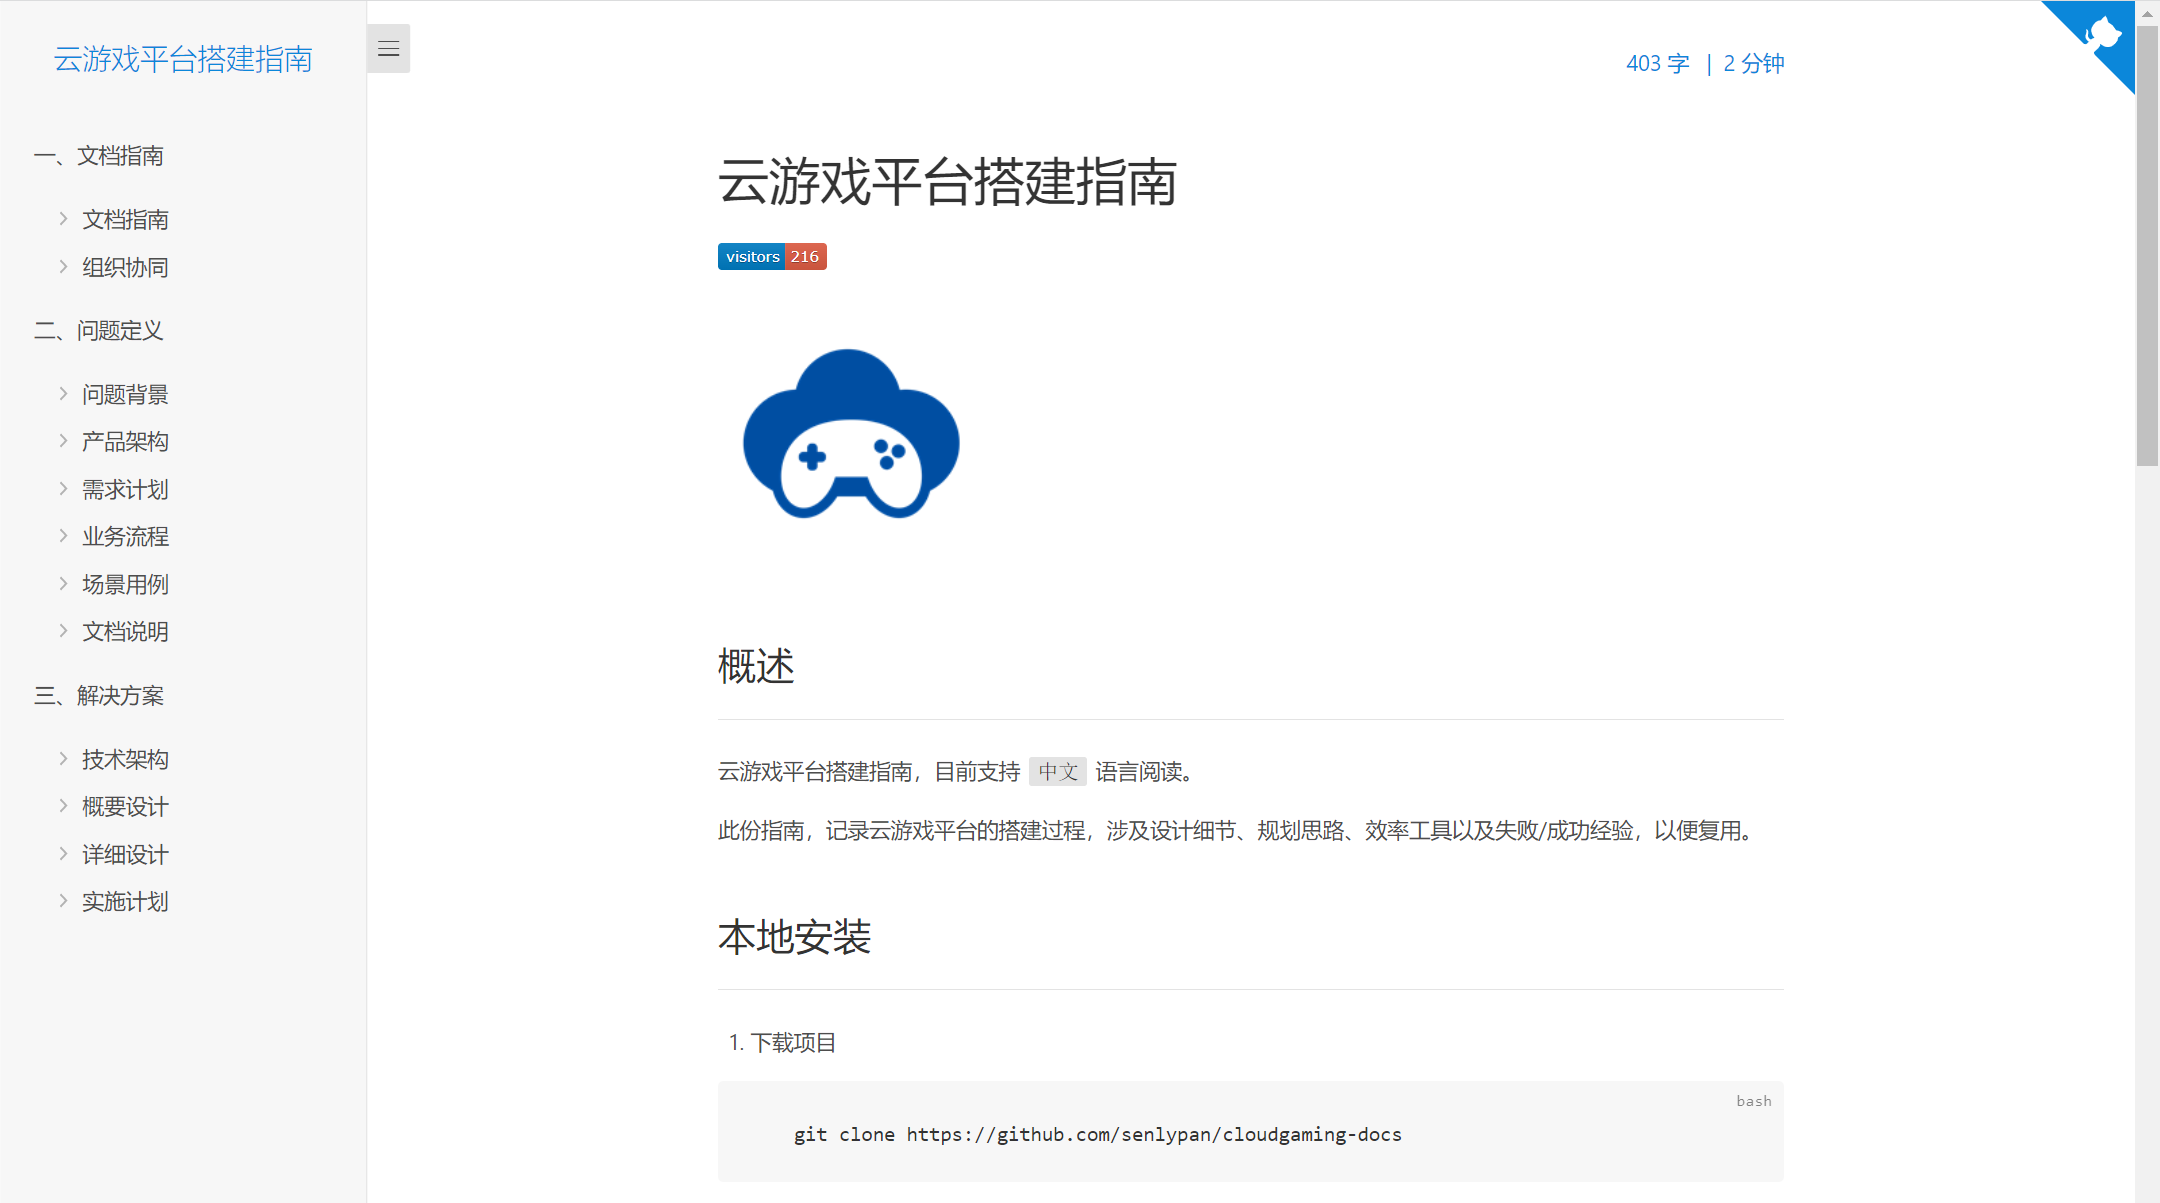 云游戏平台搭建指南
一、文档指南
文档指南
组织协同
二、问题定义
问题背景
产品架构
需求计划
业务流程
场景用例
文档说明
三、解决方案
技术架构
概要设计
详细设计
实施计划
403 字 | 2 分钟
云游戏平台搭建指南
visitors 216
概述
云游戏平台搭建指南，目前支持 中文 语言阅读。
此份指南，记录云游戏平台的搭建过程，涉及设计细节、规划思路、效率工具以及失败/成功经验，以便复用。
本地安装
1. 下载项目
bash
git clone https://github.com/senlypan/cloudgaming-docs